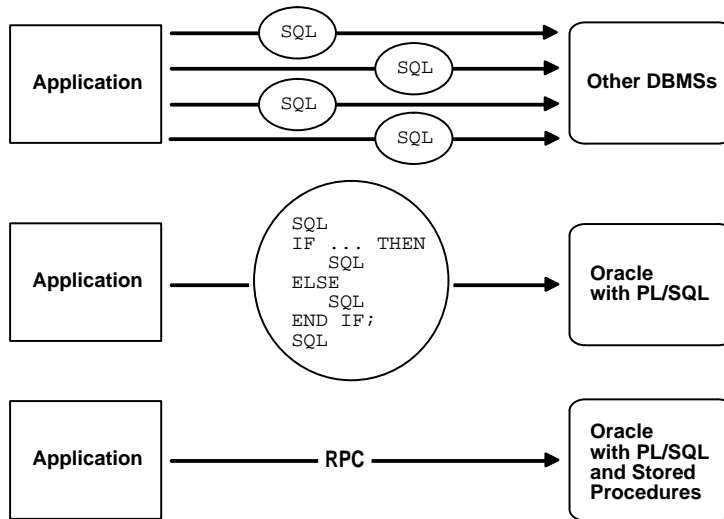 SQL
Application
SQL
Other DBMSs
SQL
SQL
Application
SQL
IF ... THEN
SQL
ELSE
SQL
END IF;
SQL
Oracle
with PL/SQL
Application
RPC
Oracle
with PL/SQL
and Stored
Procedures